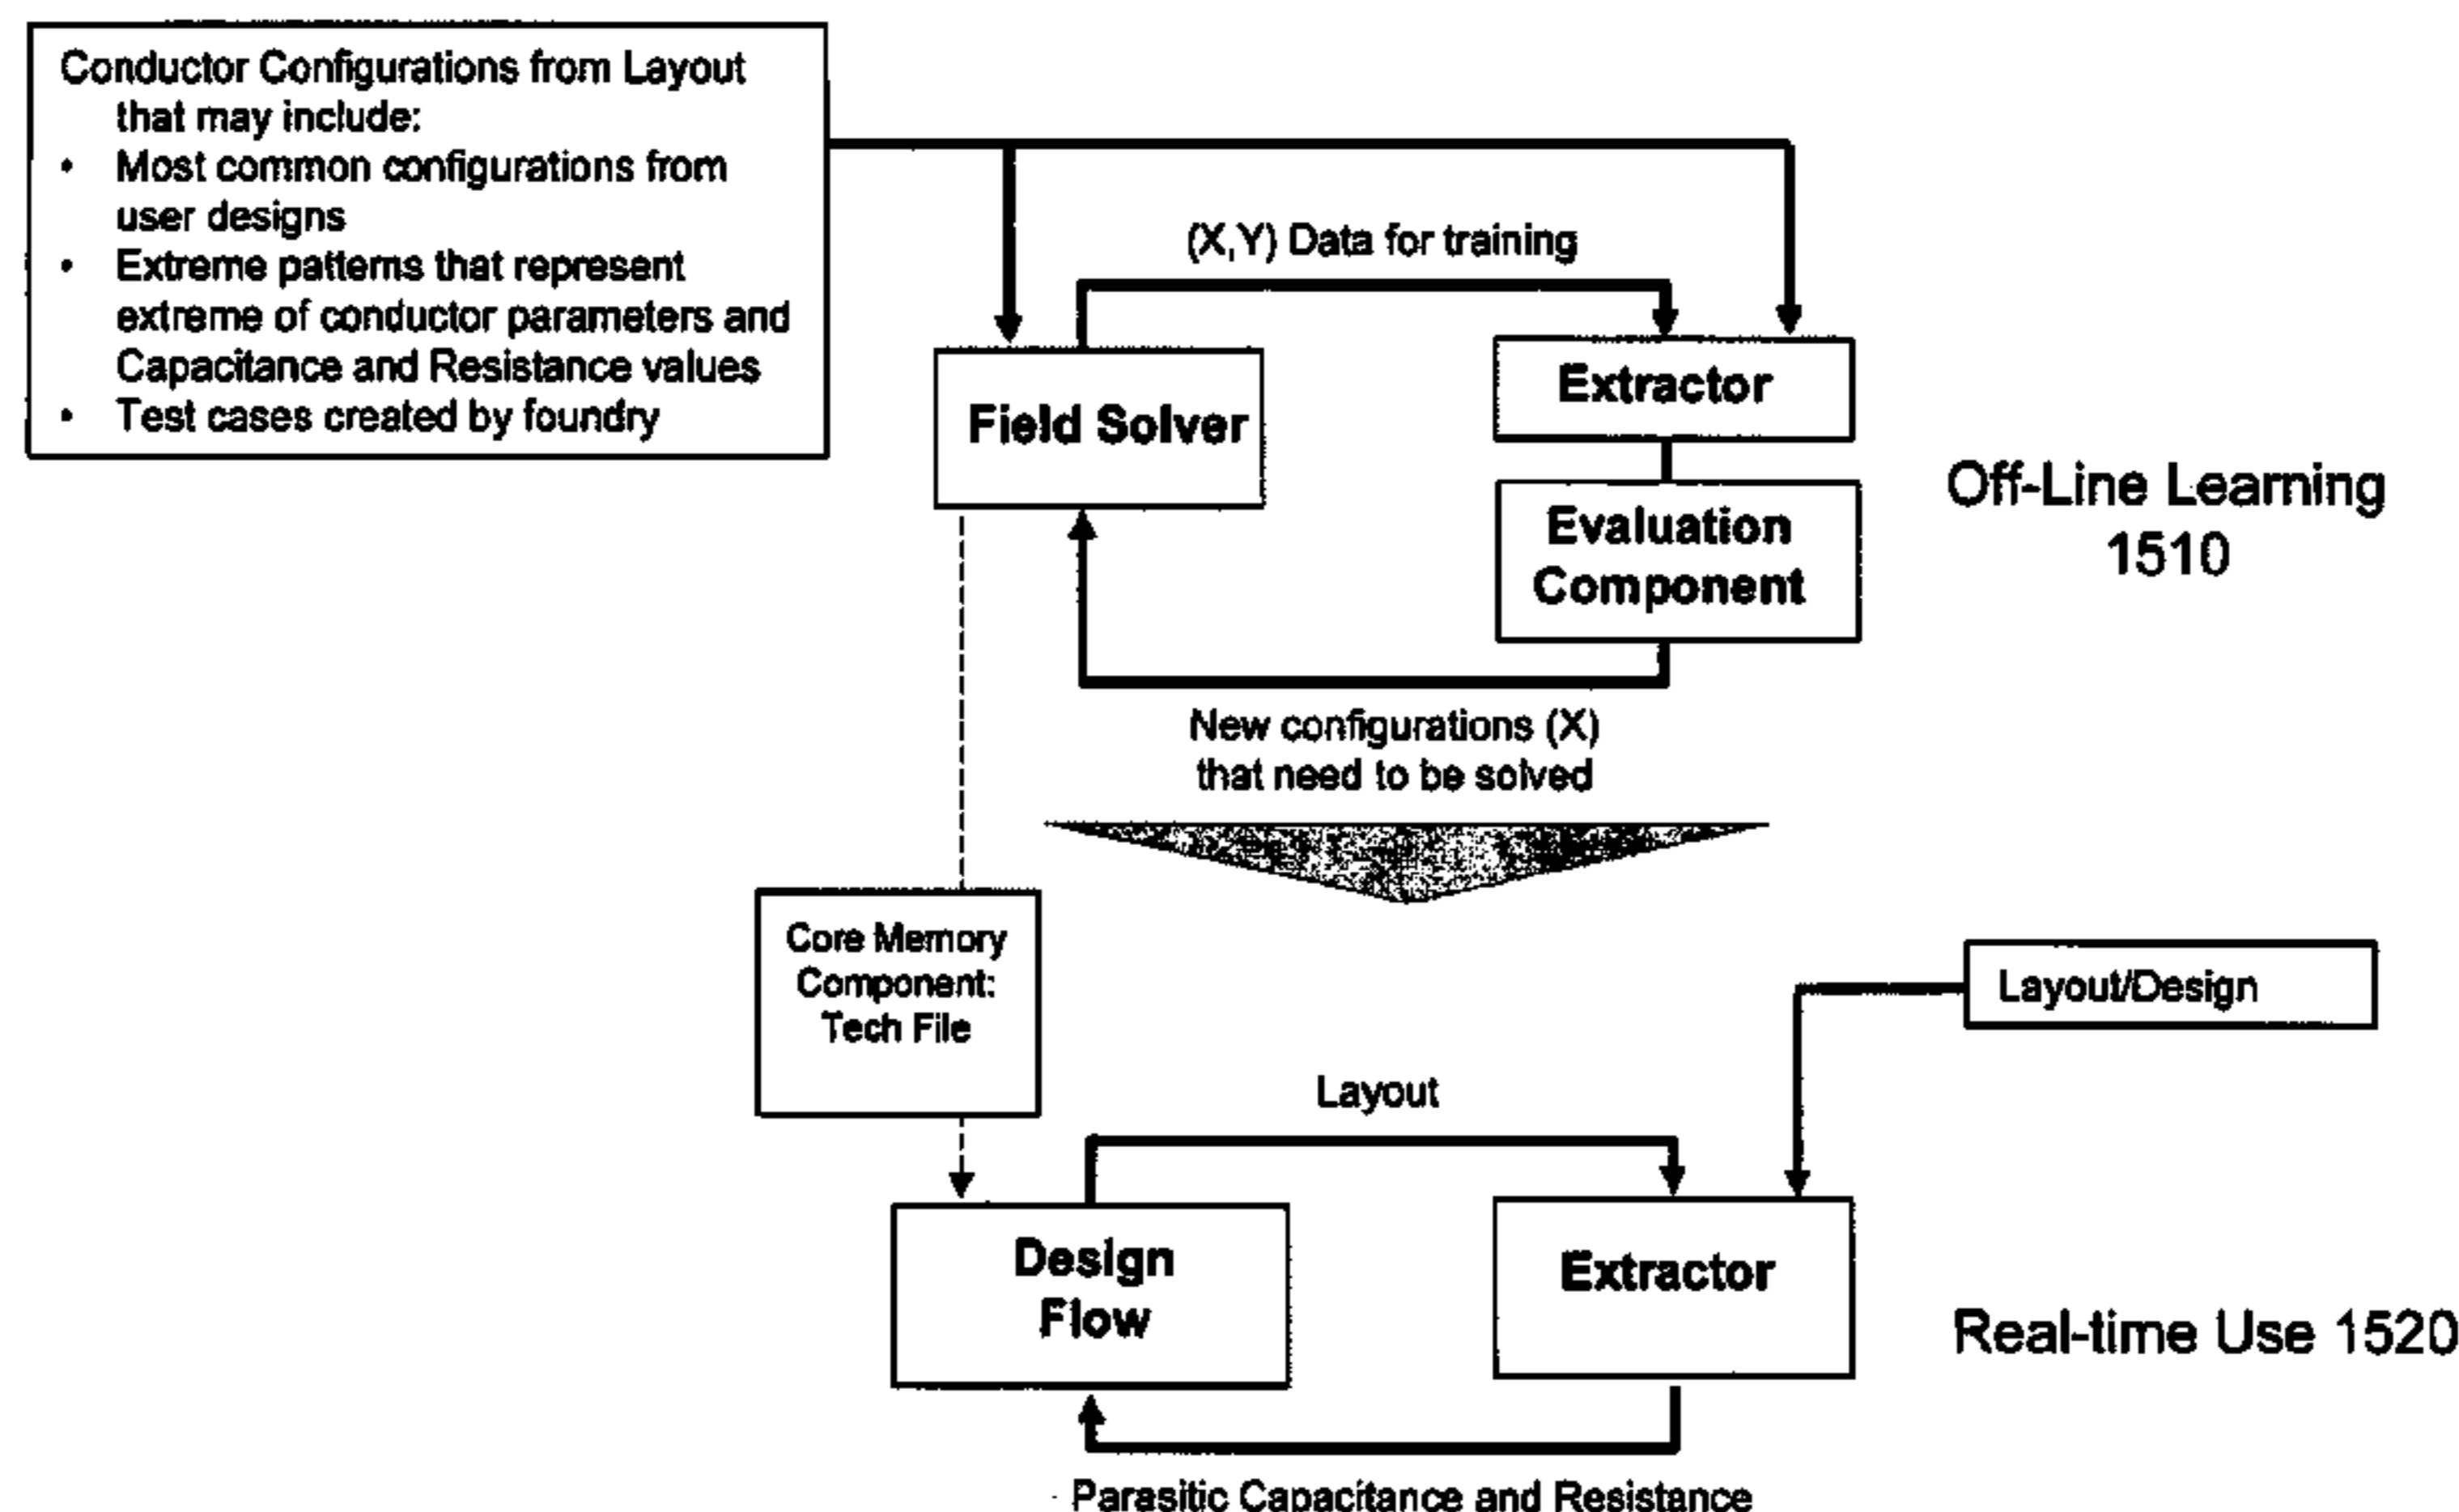 Conductor Configurations from Layout
that may include:
• Most common configurations from
user designs
• Extreme patterns that represent
extreme of conductor parameters and
Capacitance and Resistance values
• Test cases created by foundry
(X,Y) Data for training
Field Solver
Extractor
Evaluation
Component
Off-Line Learning
1510
New configurations (X)
that need to be solved
Core Memory
Component:
Tech File
Layout/Design
Layout
Design
Flow
Extractor
Real-time Use 1520
Parasitic Capacitance and Resistance